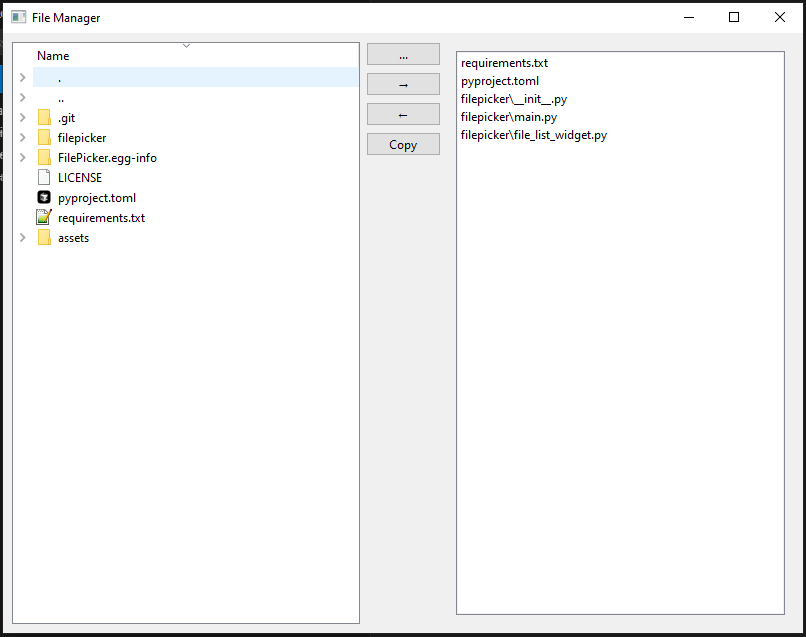 File Manager
Name
.
..
.git
filepicker
FilePicker.egg-info
LICENSE
pyproject.toml
requirements.txt
assets
...
→
←
Copy
requirements.txt
pyproject.toml
filepicker\__init__.py
filepicker\main.py
filepicker\file_list_widget.py